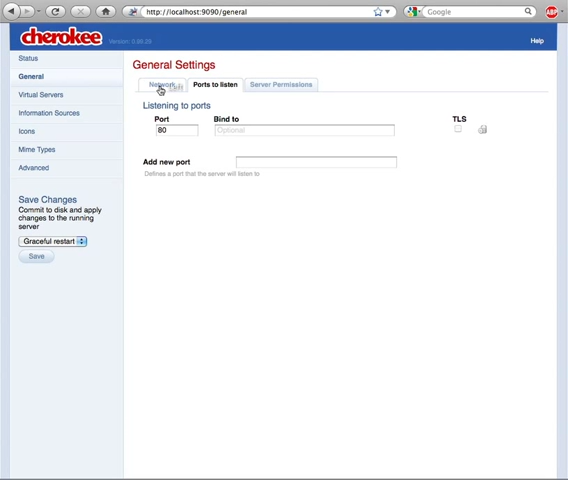 http://localhost:9090/general
Google
ABP
cherokee
Help
Status
General
Virtual Servers
Information Sources
Icons
Mime Types
Advanced
Save Changes
Commit to disk and apply
changes to the running
server
Graceful restart
Save
General Settings
Network
Ports to listen
Server Permissions
Listening to ports
Port
Bind to
TLS
80
Optional
Add new port
Defines a port that the server will listen to